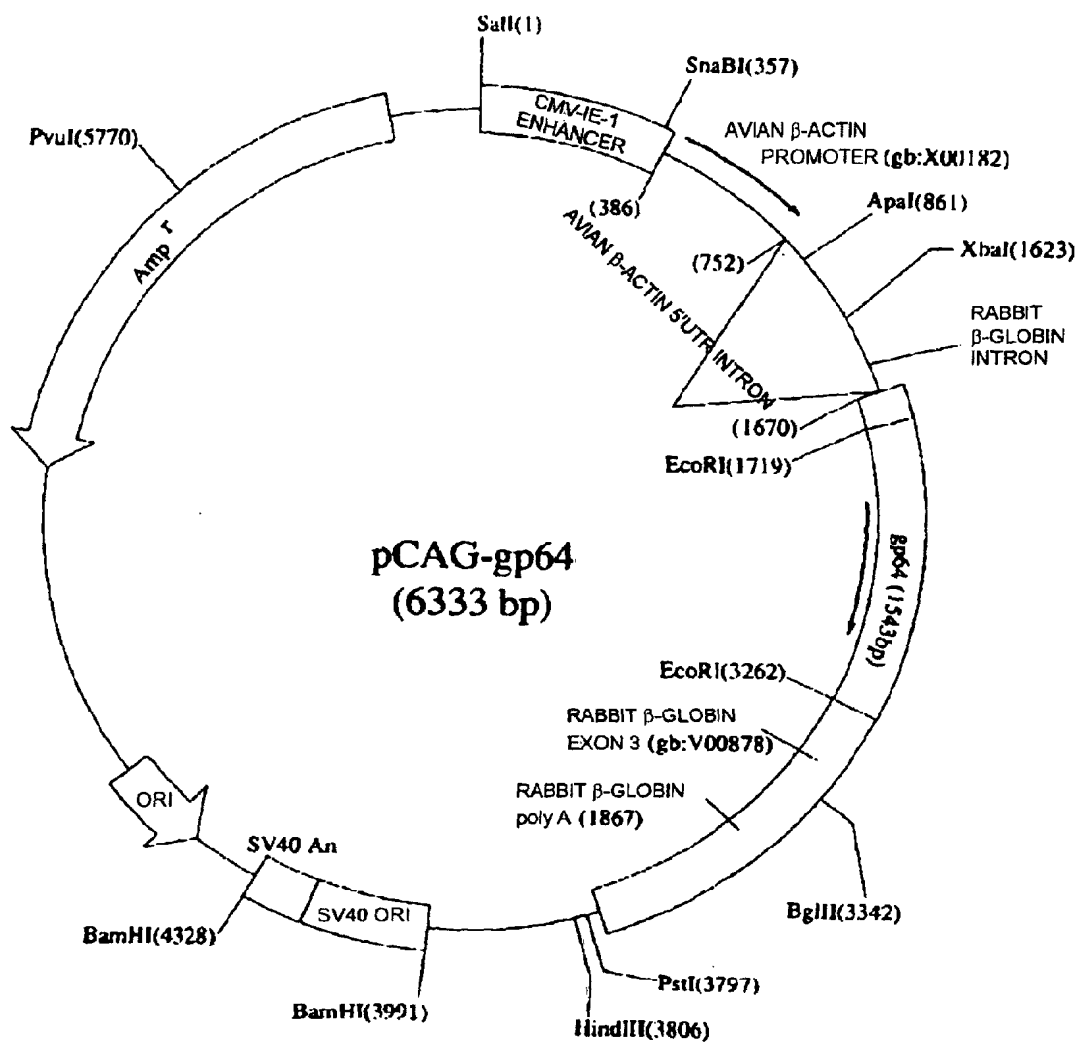 SalI(1)
SnaBI(357)
CMV-IE-1
ENHANCER
AVIAN β-ACTIN
PROMOTER (gb:X00182)
PvuI(5770)
(386)
ApaI(861)
AVIAN β-ACTIN 5'UTR INTRON
(752)
XbaI(1623)
Amp r
RABBIT
β-GLOBIN
INTRON
(1670)
EcoRI(1719)
pCAG-gp64
(6333 bp)
gp64 (1543bp)
EcoRI(3262)
RABBIT β-GLOBIN
EXON 3 (gb:V00878)
RABBIT β-GLOBIN
poly A (1867)
ORI
SV40 An
SV40 ORI
BglII(3342)
BamHI(4328)
PstI(3797)
BamHI(3991)
HindIII(3806)